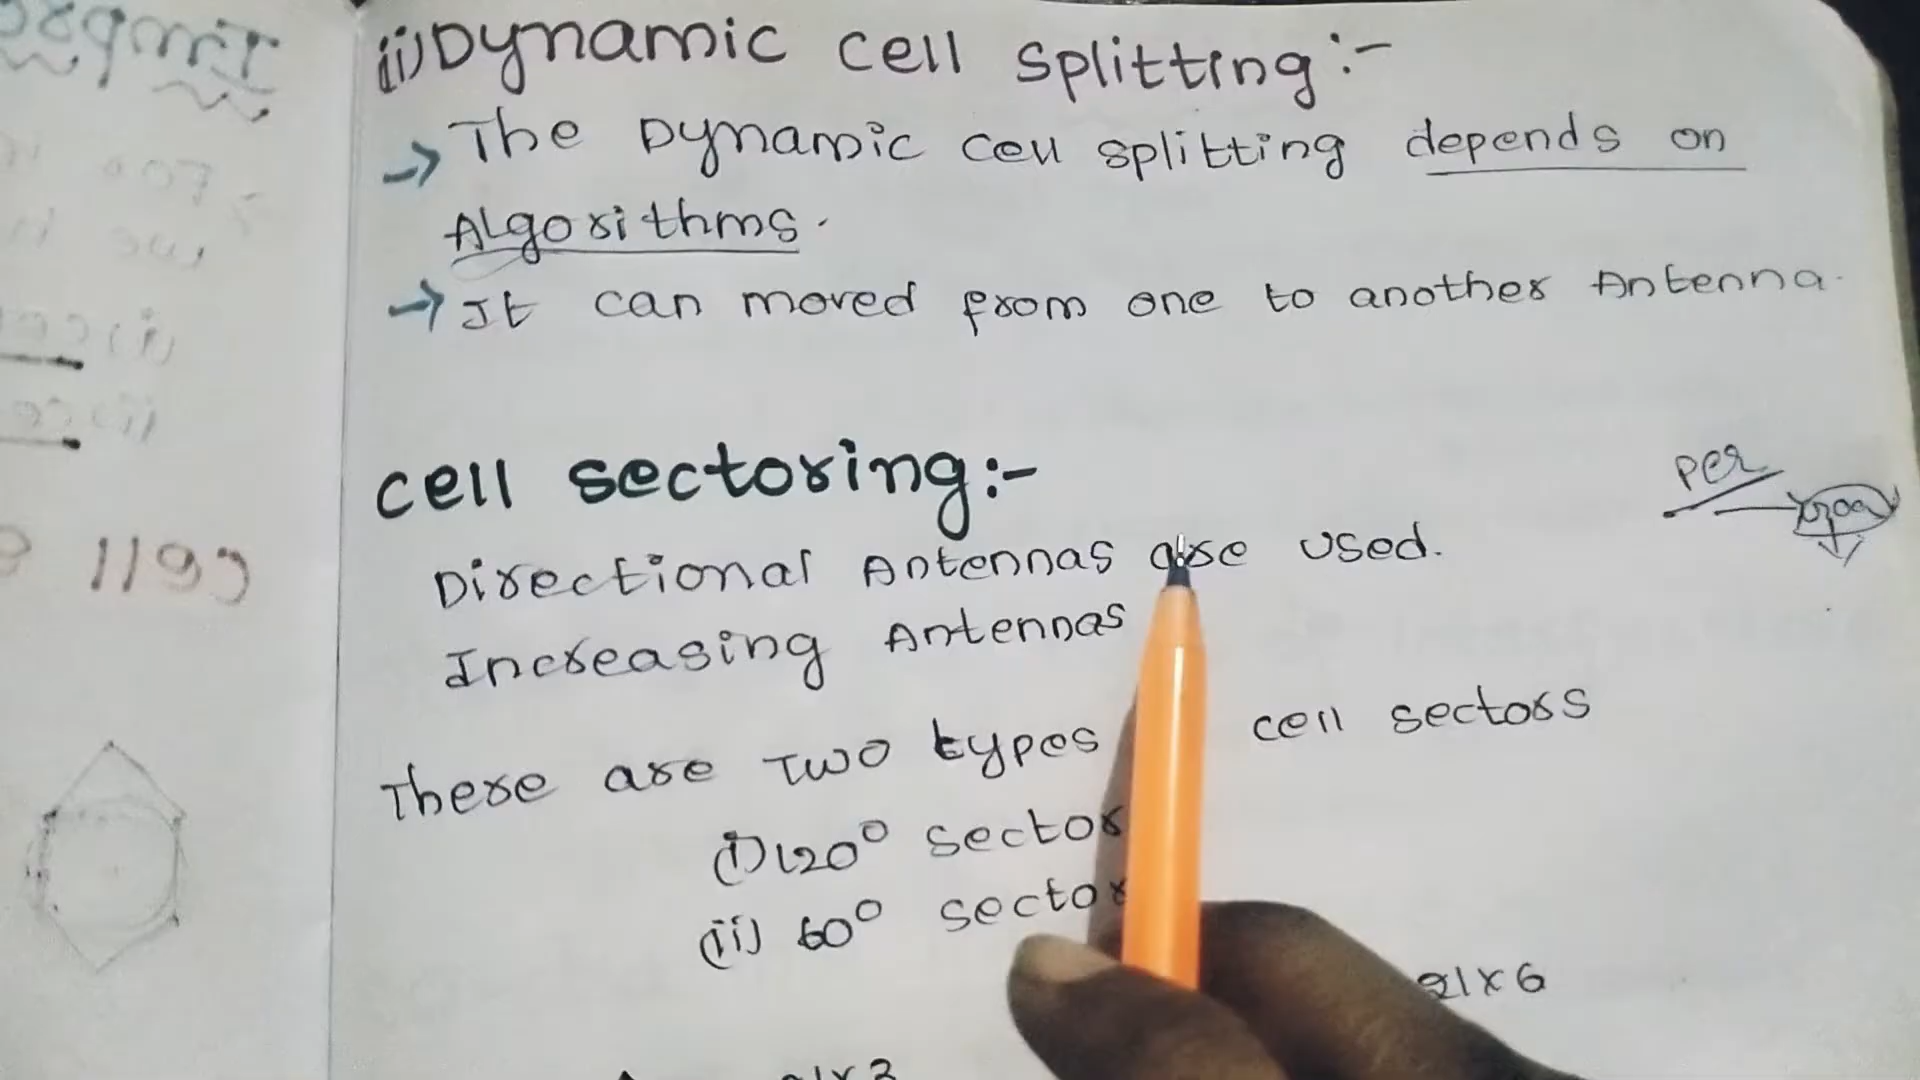 (ii) Dynamic cell splitting:-
→ The Dynamic cell splitting depends on
Algorithms.
→ It can moved from one to another Antenna.
cell sectoring:-
per
Directional Antennas are used.
Increasing Antennas
There are Two types cell sectors
(i) 120° sector
(ii) 60° sector
21x6